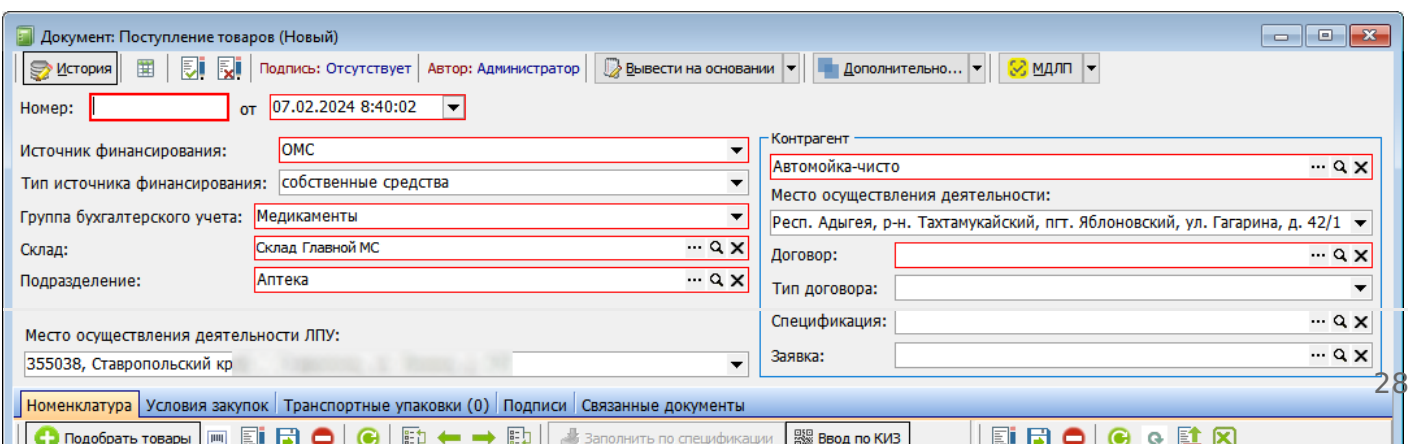 Документ: Поступление товаров (Новый)
История Подпись: Отсутствует Автор: Администратор Вывести на основании Дополнительно... МДЛП
Номер: от 07.02.2024 8:40:02
Источник финансирования: ОМС
Тип источника финансирования: собственные средства
Группа бухгалтерского учета: Медикаменты
Склад: Склад Главной МС
Подразделение: Аптека
Место осуществления деятельности ЛПУ:
355038, Ставропольский кр
Контрагент
Автомойка-чисто
Место осуществления деятельности:
Респ. Адыгея, р-н. Тахтамукайский, пгт. Яблоновский, ул. Гагарина, д. 42/1
Договор:
Тип договора:
Спецификация:
Заявка:
28
Номенклатура Условия закупок Транспортные упаковки (0) Подписи Связанные документы
Подобрать товары Заполнить по спецификации Ввод по КИЗ